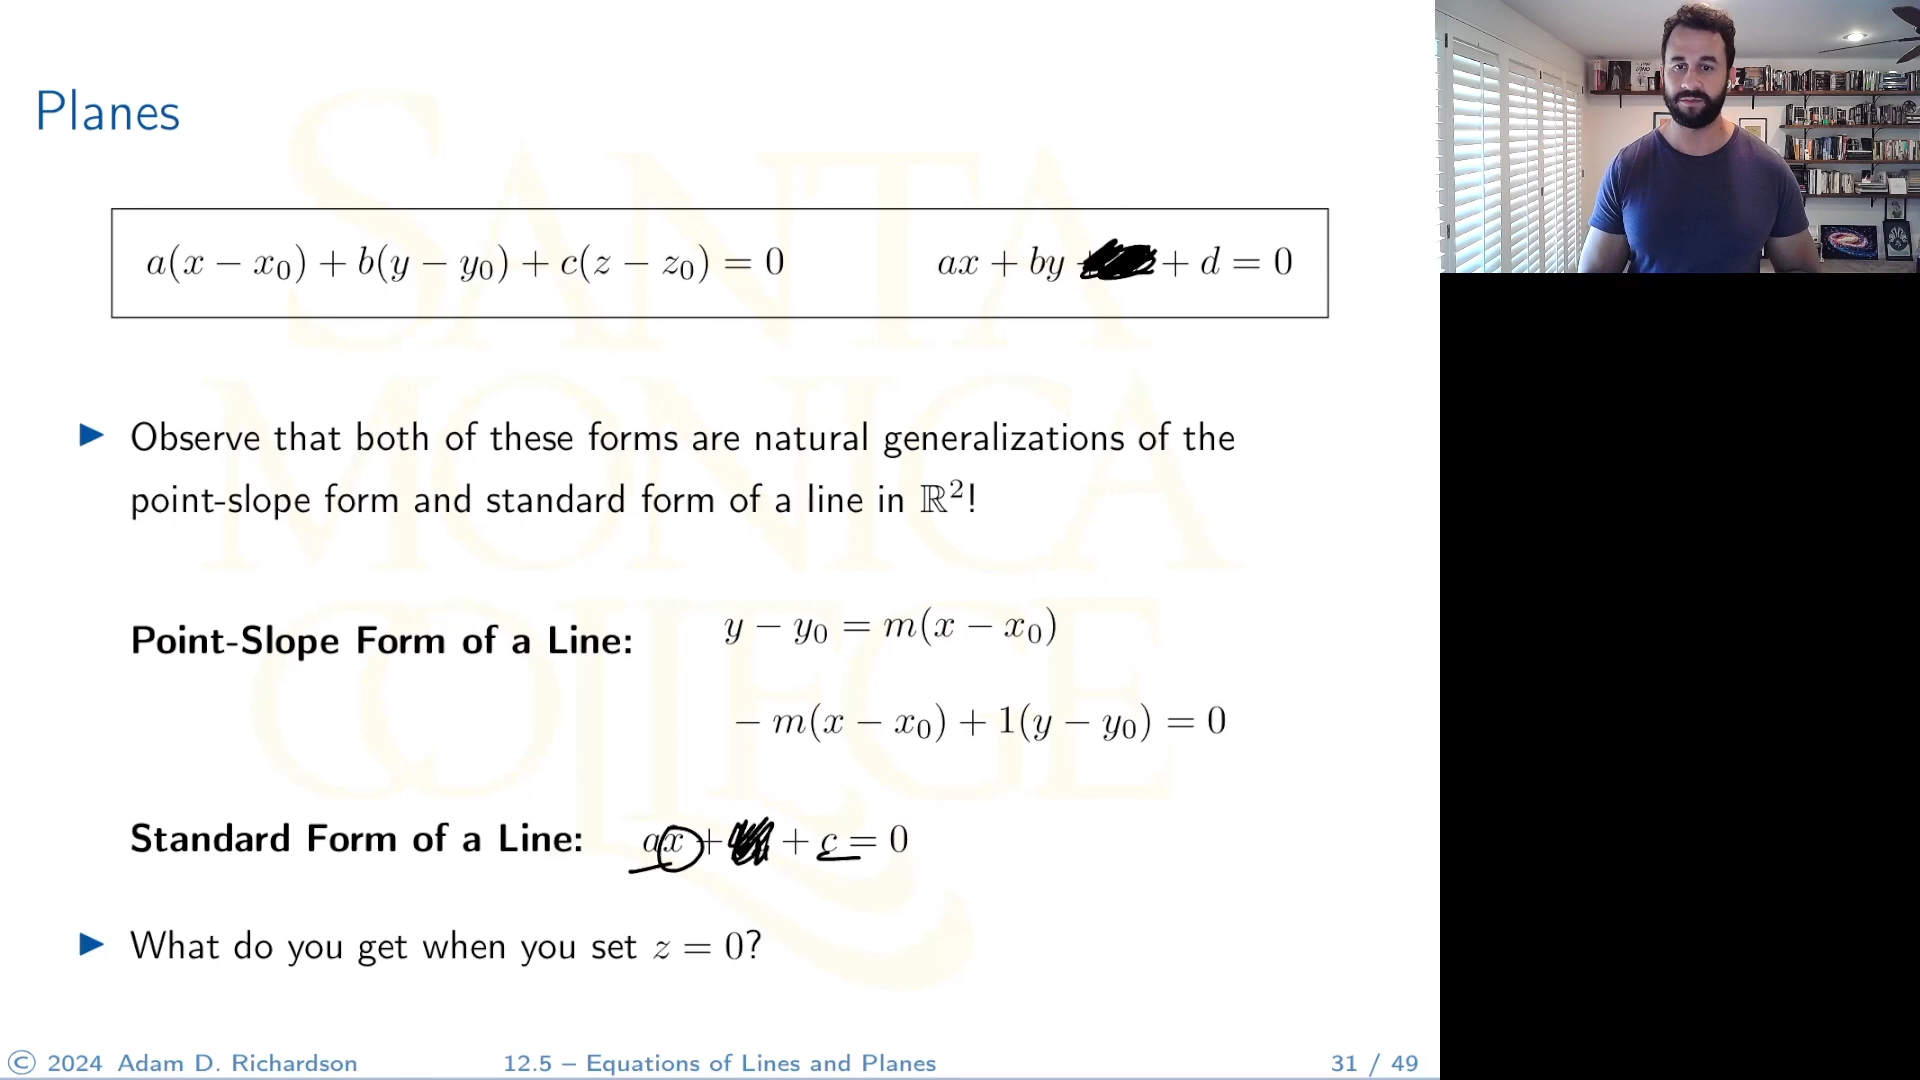 Planes
a(x − x₀) + b(y − y₀) + c(z − z₀) = 0 ax + by + d = 0
▶ Observe that both of these forms are natural generalizations of the
point-slope form and standard form of a line in ℝ²!
Point-Slope Form of a Line: y − y₀ = m(x − x₀)
− m(x − x₀) + 1(y − y₀) = 0
Standard Form of a Line: ax + + c = 0
▶ What do you get when you set z = 0?
© 2024 Adam D. Richardson 12.5 – Equations of Lines and Planes 31 / 49
SANTA
MONICA
COLLEGE